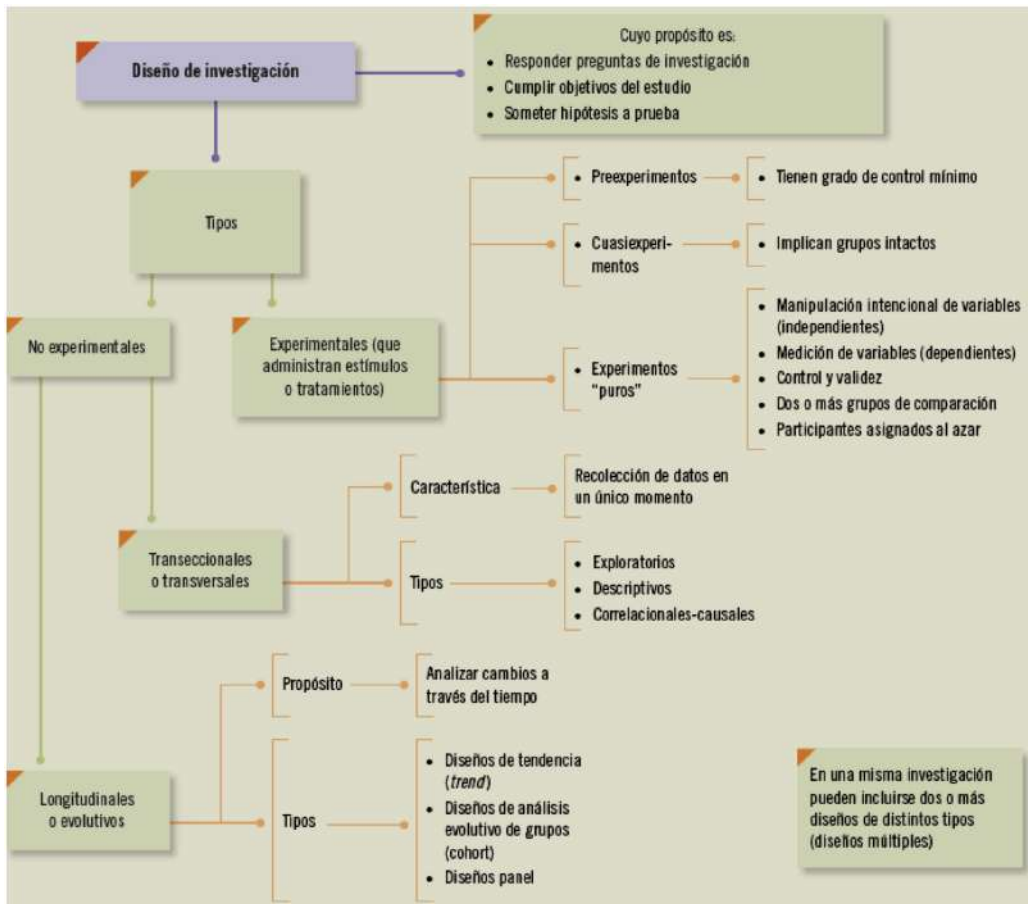 Diseño de investigación
Cuyo propósito es:
• Responder preguntas de investigación
• Cumplir objetivos del estudio
• Someter hipótesis a prueba
Tipos
No experimentales
Experimentales (que
administran estímulos
o tratamientos)
• Preexperimentos
• Tienen grado de control mínimo
• Cuasiexperi-
mentos
• Implican grupos intactos
• Experimentos
“puros”
• Manipulación intencional de variables
(independientes)
• Medición de variables (dependientes)
• Control y validez
• Dos o más grupos de comparación
• Participantes asignados al azar
Transeccionales
o transversales
Característica
Recolección de datos en
un único momento
Tipos
• Exploratorios
• Descriptivos
• Correlacionales-causales
Longitudinales
o evolutivos
Propósito
Analizar cambios a
través del tiempo
Tipos
• Diseños de tendencia
(trend)
• Diseños de análisis
evolutivo de grupos
(cohort)
• Diseños panel
En una misma investigación
pueden incluirse dos o más
diseños de distintos tipos
(diseños múltiples)